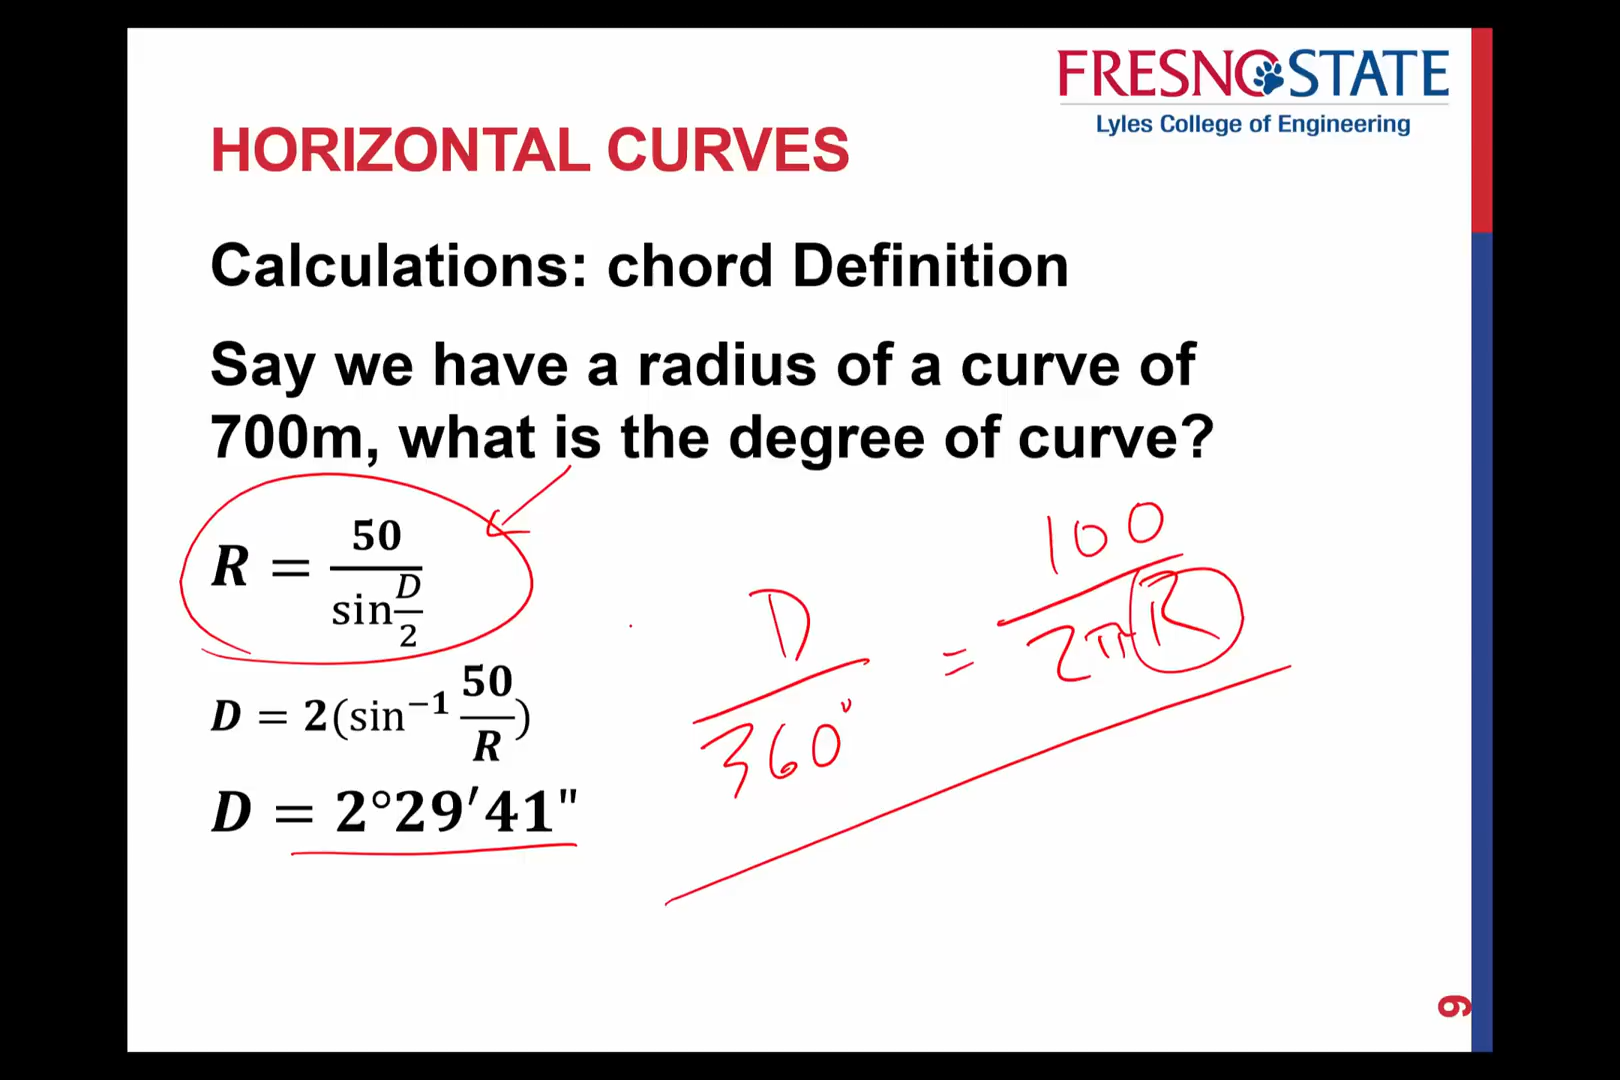 FRESNO STATE
Lyles College of Engineering
HORIZONTAL CURVES
Calculations: chord Definition
Say we have a radius of a curve of
700m, what is the degree of curve?
R = 50 / sin D/2
D = 2(sin⁻¹ 50/R)
D = 2°29′41"
D/360° = 100/2πR
9